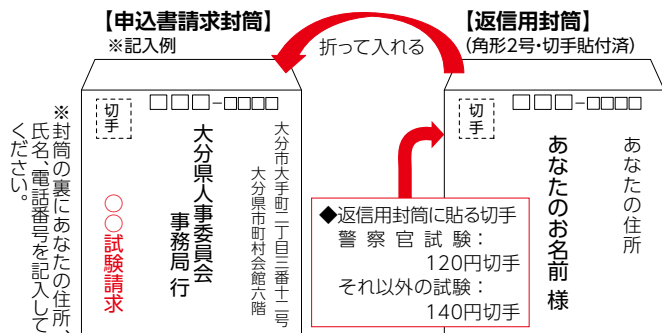 【申込書請求封筒】
※記入例
折って入れる
【返信用封筒】
(角形2号・切手貼付済)
切手
□□□-□□□□
大分市大手町二丁目三番十二号
大分県市町村会館六階
大分県人事委員会
事務局 行
○○試験請求
※封筒の裏にあなたの住所、
氏名、電話番号を記入して
ください。
切手
□□□-□□□□
あなたの住所
あなたのお名前 様
◆返信用封筒に貼る切手
警察官試験：
120円切手
それ以外の試験：
140円切手